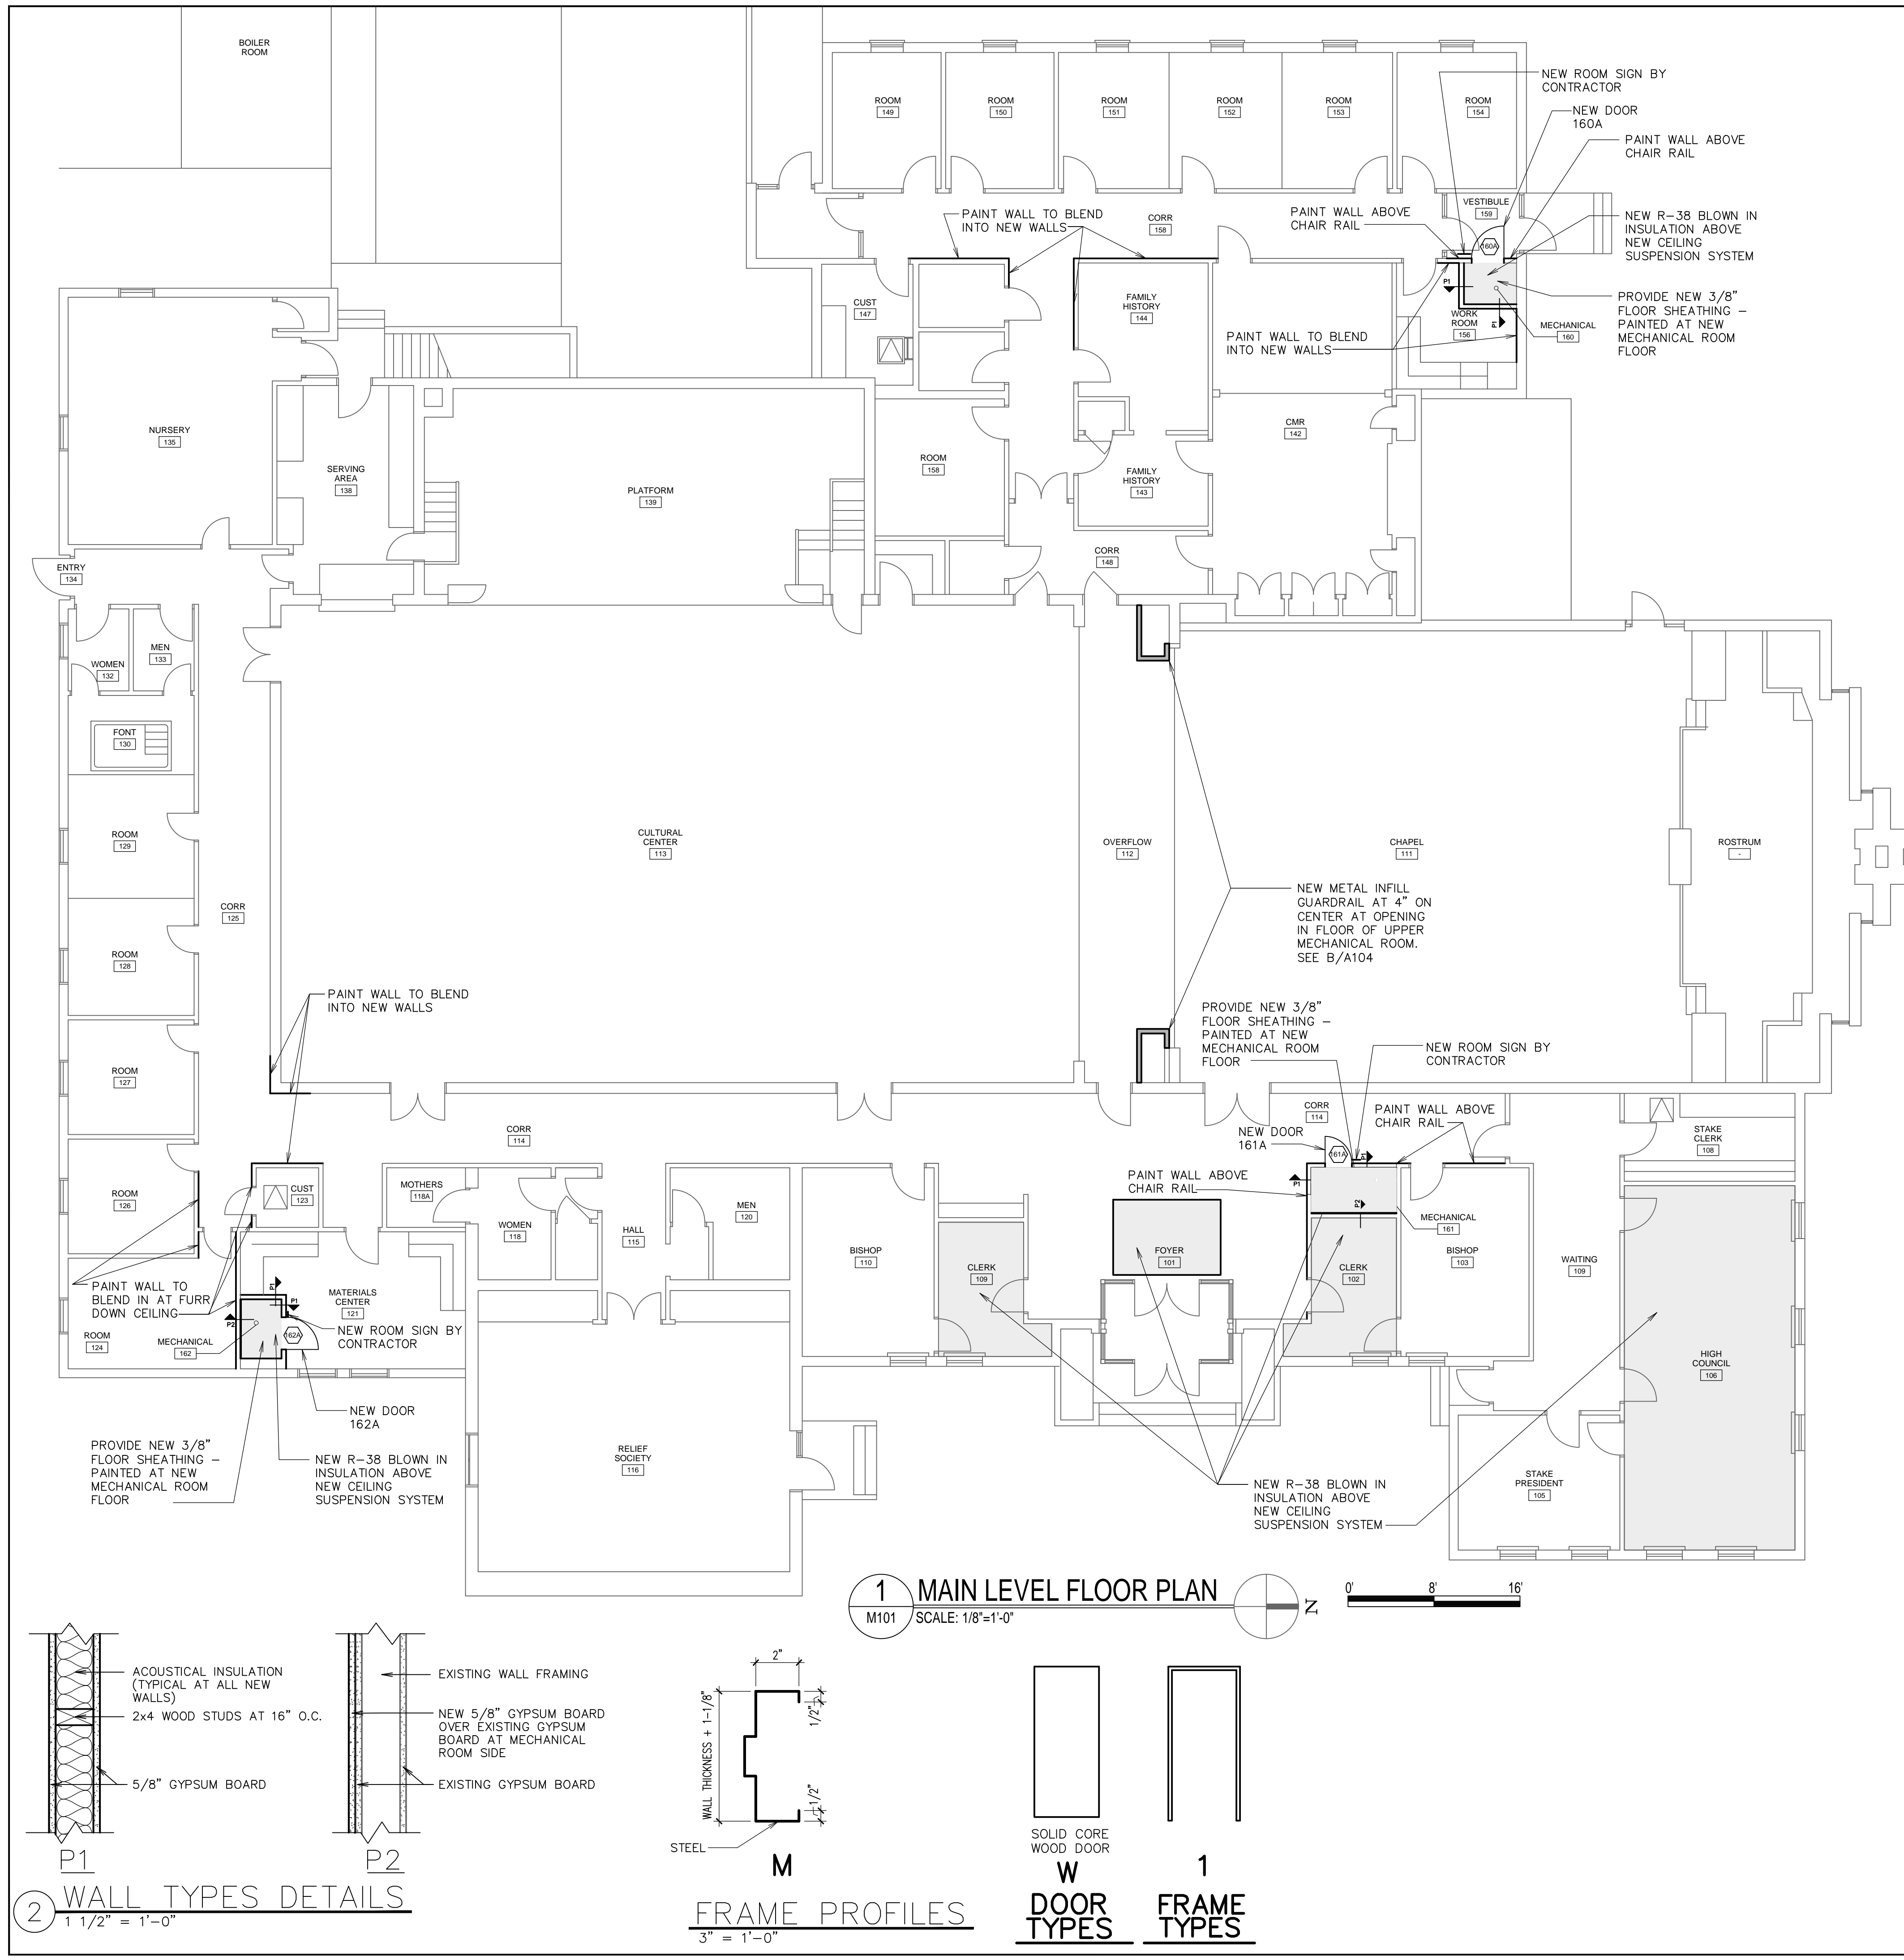 BOILER
ROOM
ROOM
149
ROOM
150
ROOM
151
ROOM
152
ROOM
153
ROOM
154
NEW ROOM SIGN BY
CONTRACTOR
NEW DOOR
160A
PAINT WALL ABOVE
CHAIR RAIL
PAINT WALL TO BLEND
INTO NEW WALLS
CORR
158
PAINT WALL ABOVE
CHAIR RAIL
VESTIBULE
159
160A
NEW R-38 BLOWN IN
INSULATION ABOVE
NEW CEILING
SUSPENSION SYSTEM
CUST
147
FAMILY
HISTORY
144
P1
P1
WORK
ROOM
156
MECHANICAL
160
PROVIDE NEW 3/8"
FLOOR SHEATHING -
PAINTED AT NEW
MECHANICAL ROOM
FLOOR
PAINT WALL TO BLEND
INTO NEW WALLS
NURSERY
135
SERVING
AREA
138
PLATFORM
139
ROOM
158
FAMILY
HISTORY
143
CMR
142
CORR
148
ENTRY
134
WOMEN
132
MEN
133
FONT
130
ROOM
129
CORR
125
ROOM
128
CULTURAL
CENTER
113
OVERFLOW
112
CHAPEL
111
ROSTRUM
-
NEW METAL INFILL
GUARDRAIL AT 4" ON
CENTER AT OPENING
IN FLOOR OF UPPER
MECHANICAL ROOM.
SEE B/A104
PAINT WALL TO BLEND
INTO NEW WALLS
PROVIDE NEW 3/8"
FLOOR SHEATHING -
PAINTED AT NEW
MECHANICAL ROOM
FLOOR
NEW ROOM SIGN BY
CONTRACTOR
ROOM
127
CORR
114
CORR
114
PAINT WALL ABOVE
CHAIR RAIL
NEW DOOR
161A
161A
P1
P1
P2
PAINT WALL ABOVE
CHAIR RAIL
STAKE
CLERK
108
ROOM
126
CUST
123
MOTHERS
118A
WOMEN
118
HALL
115
MEN
120
BISHOP
110
CLERK
109
FOYER
101
MECHANICAL
161
CLERK
102
BISHOP
103
WAITING
109
HIGH
COUNCIL
106
PAINT WALL TO
BLEND IN AT FURR
DOWN CEILING
MATERIALS
CENTER
121
P1
P1
P2
162A
NEW ROOM SIGN BY
CONTRACTOR
ROOM
124
MECHANICAL
162
NEW DOOR
162A
PROVIDE NEW 3/8"
FLOOR SHEATHING -
PAINTED AT NEW
MECHANICAL ROOM
FLOOR
NEW R-38 BLOWN IN
INSULATION ABOVE
NEW CEILING
SUSPENSION SYSTEM
RELIEF
SOCIETY
116
NEW R-38 BLOWN IN
INSULATION ABOVE
NEW CEILING
SUSPENSION SYSTEM
STAKE
PRESIDENT
105
1
M101
MAIN LEVEL FLOOR PLAN
SCALE: 1/8"=1'-0"
N
0' 8' 16'
ACOUSTICAL INSULATION
(TYPICAL AT ALL NEW
WALLS)
2x4 WOOD STUDS AT 16" O.C.
5/8" GYPSUM BOARD
P1
EXISTING WALL FRAMING
NEW 5/8" GYPSUM BOARD
OVER EXISTING GYPSUM
BOARD AT MECHANICAL
ROOM SIDE
EXISTING GYPSUM BOARD
P2
2 WALL TYPES DETAILS
1 1/2" = 1'-0"
2"
WALL THICKNESS + 1-1/8"
1/2"
1/2"
STEEL
M
FRAME PROFILES
3" = 1'-0"
SOLID CORE
WOOD DOOR
W
DOOR
TYPES
1
FRAME
TYPES